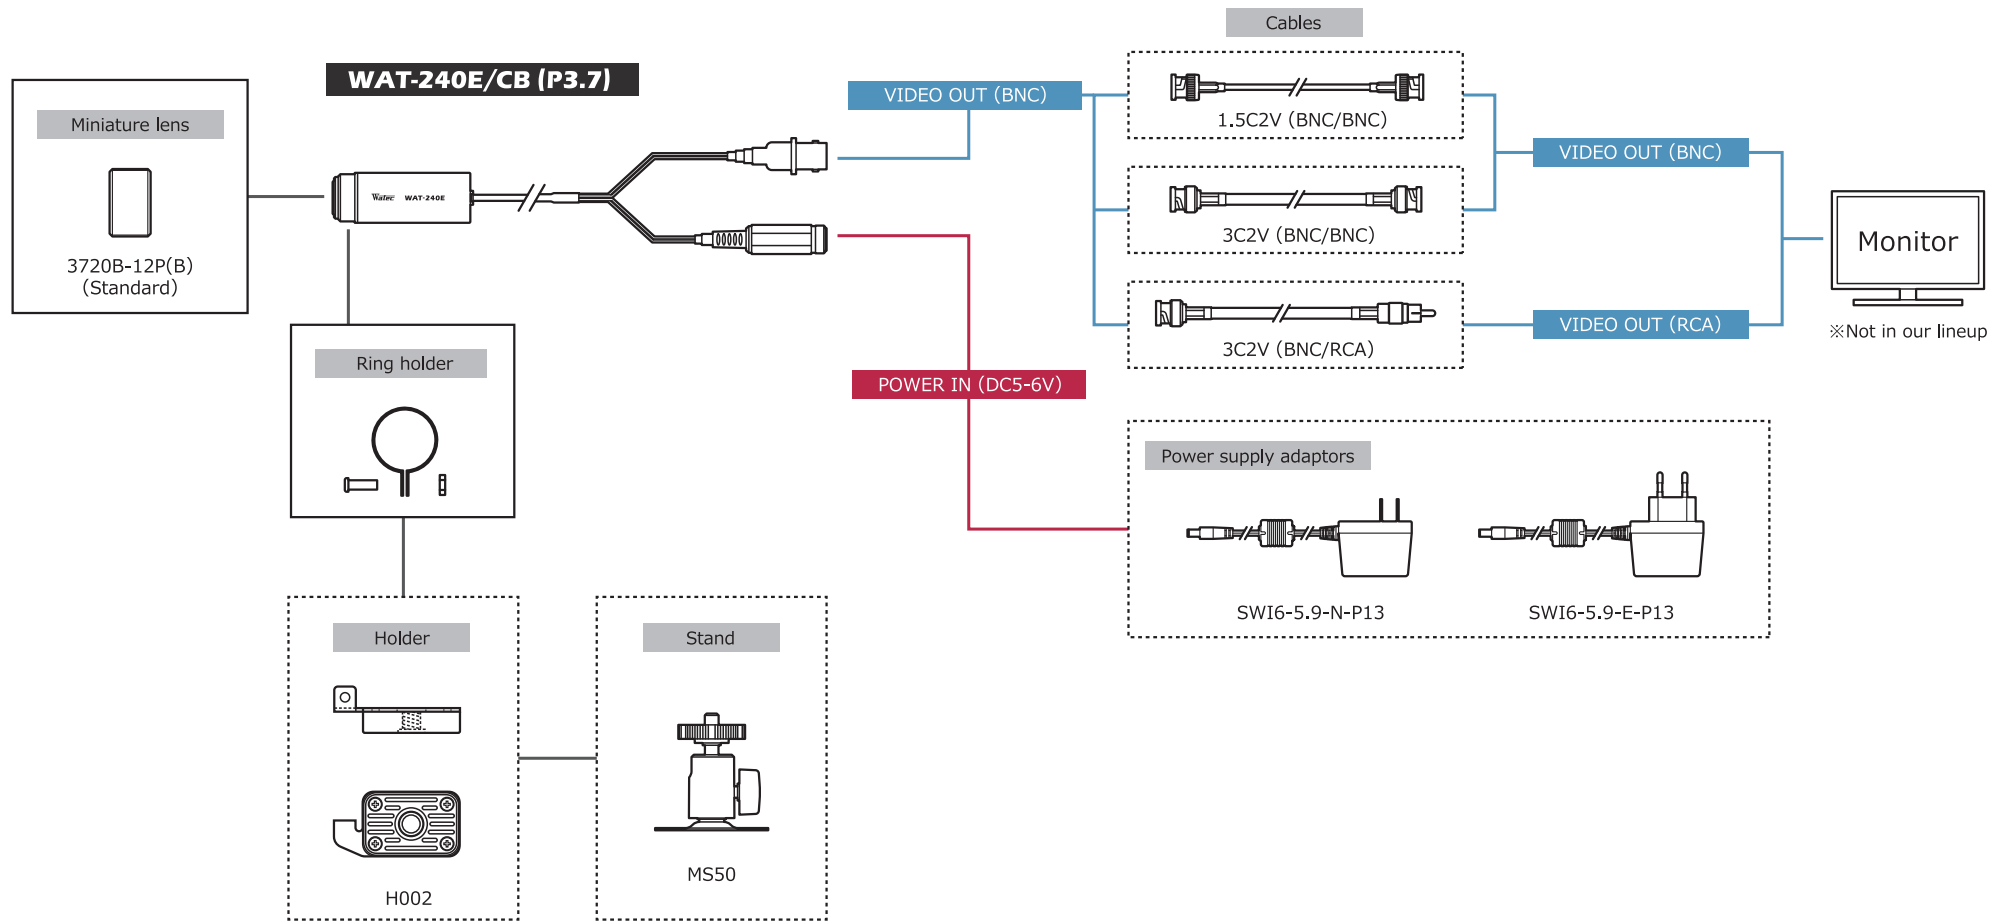 Cables
WAT-240E/CB (P3.7)
Miniature lens
3720B-12P(B)
(Standard)
Watec WAT-240E
VIDEO OUT (BNC)
1.5C2V (BNC/BNC)
3C2V (BNC/BNC)
3C2V (BNC/RCA)
VIDEO OUT (BNC)
VIDEO OUT (RCA)
Monitor
※Not in our lineup
Ring holder
POWER IN (DC5-6V)
Power supply adaptors
SWI6-5.9-N-P13
SWI6-5.9-E-P13
Holder
H002
Stand
MS50